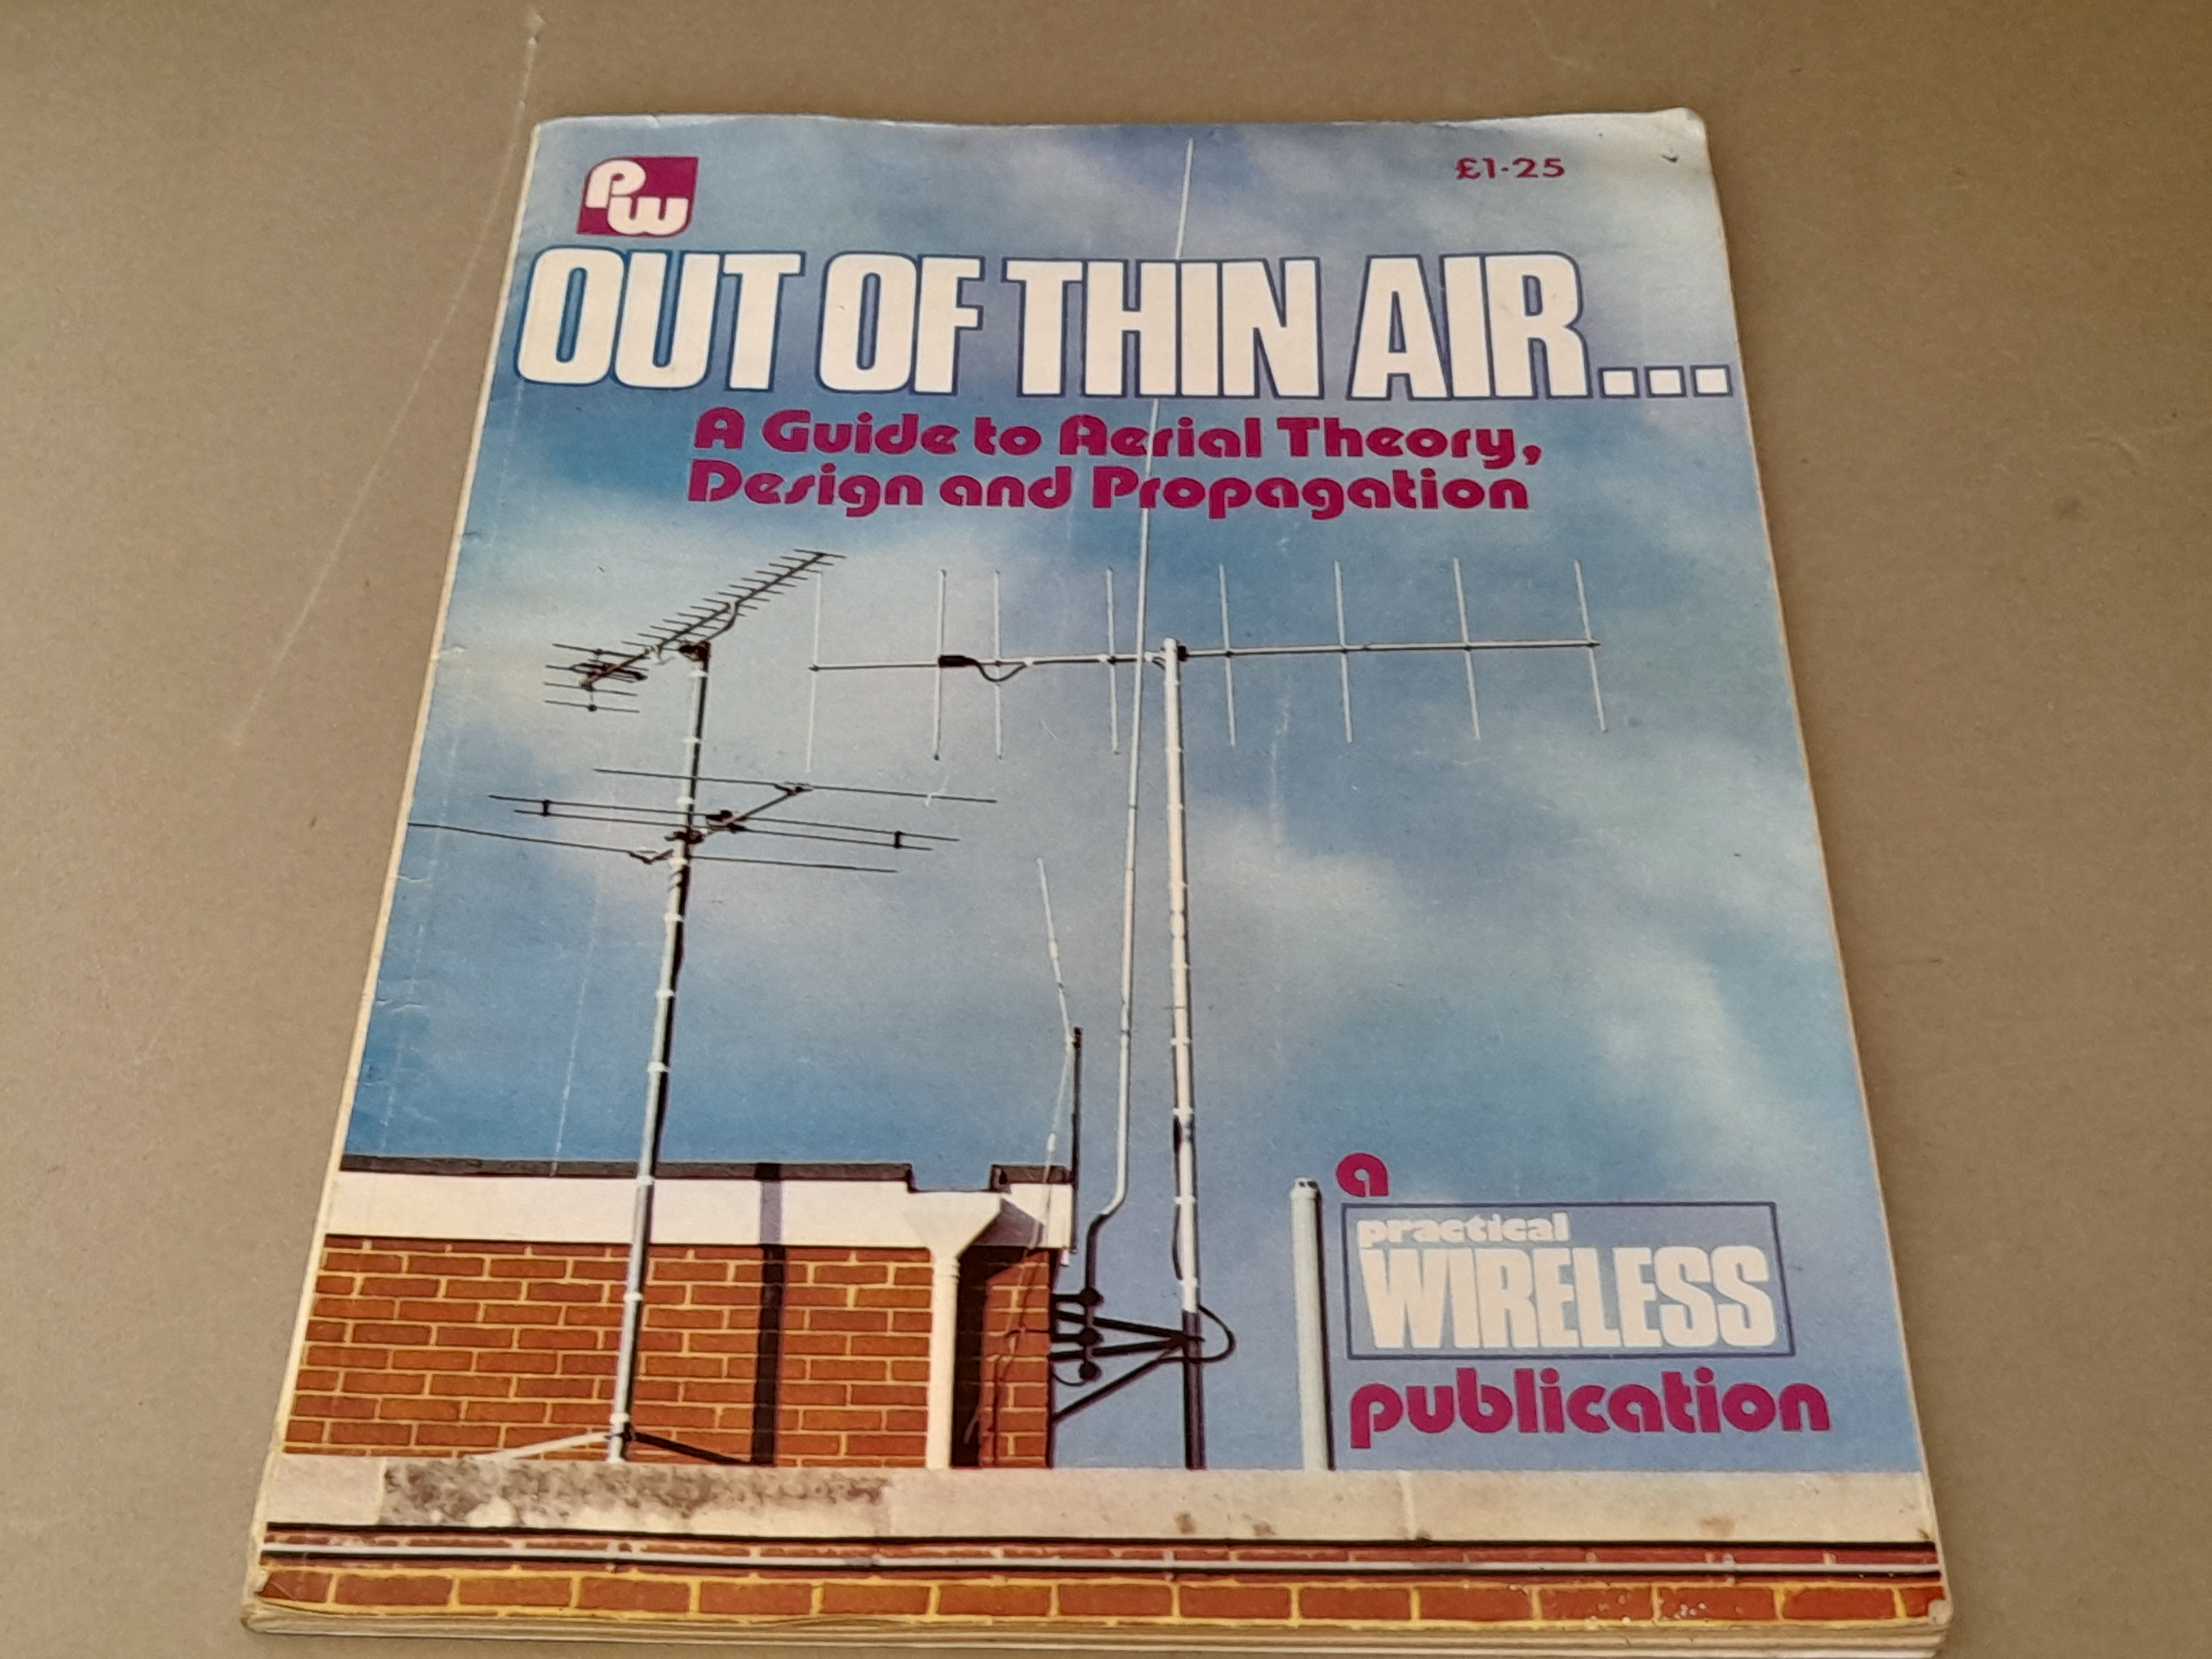 PW
£1·25
OUT OF THIN AIR...
A Guide to Aerial Theory,
Design and Propagation
a
practical
WIRELESS
publication